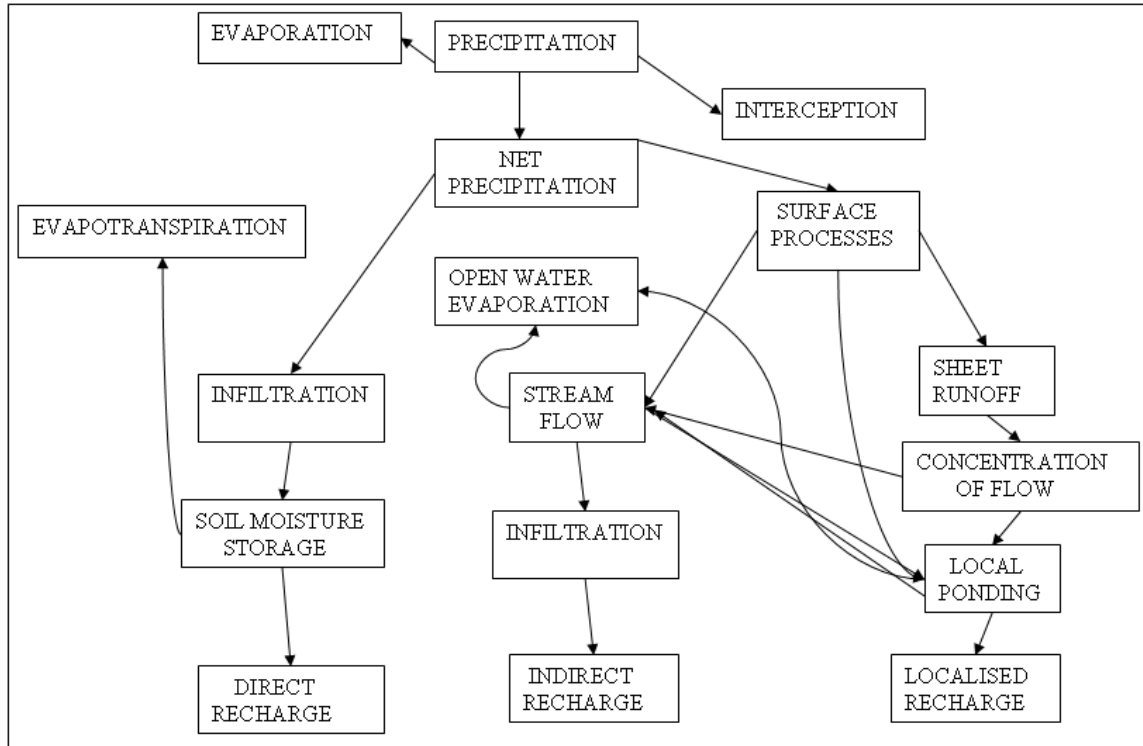 EVAPORATION
PRECIPITATION
INTERCEPTION
NET
PRECIPITATION
SURFACE
PROCESSES
EVAPOTRANSPIRATION
OPEN WATER
EVAPORATION
INFILTRATION
STREAM
FLOW
SHEET
RUNOFF
CONCENTRATION
OF FLOW
SOIL MOISTURE
STORAGE
INFILTRATION
LOCAL
PONDING
DIRECT
RECHARGE
INDIRECT
RECHARGE
LOCALISED
RECHARGE